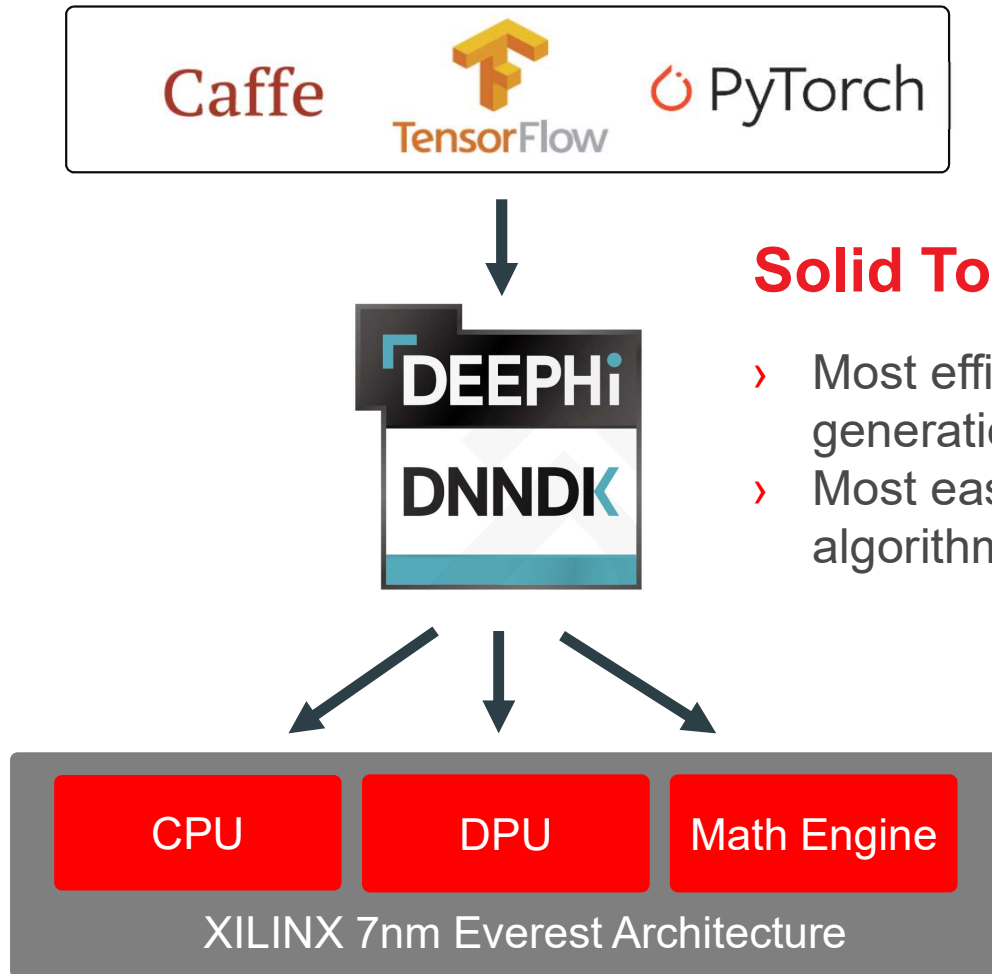 Caffe
TensorFlow
PyTorch
DEEPHi
DNNDK
Solid To
› Most effi
generatio
› Most eas
algorithm
CPU
DPU
Math Engine
XILINX 7nm Everest Architecture